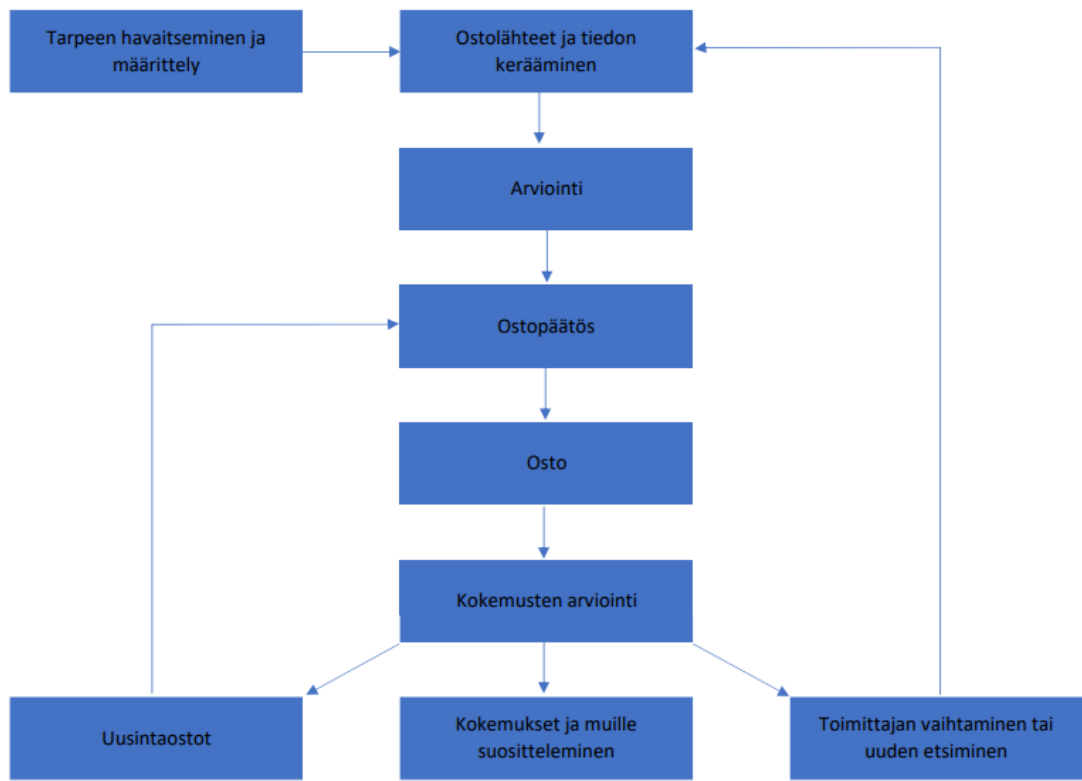 Tarpeen havaitseminen ja
määrittely
Ostolähteet ja tiedon
kerääminen
Arviointi
Ostopäätös
Osto
Kokemusten arviointi
Uusintaostot
Kokemukset ja muille
suositteleminen
Toimittajan vaihtaminen tai
uuden etsiminen